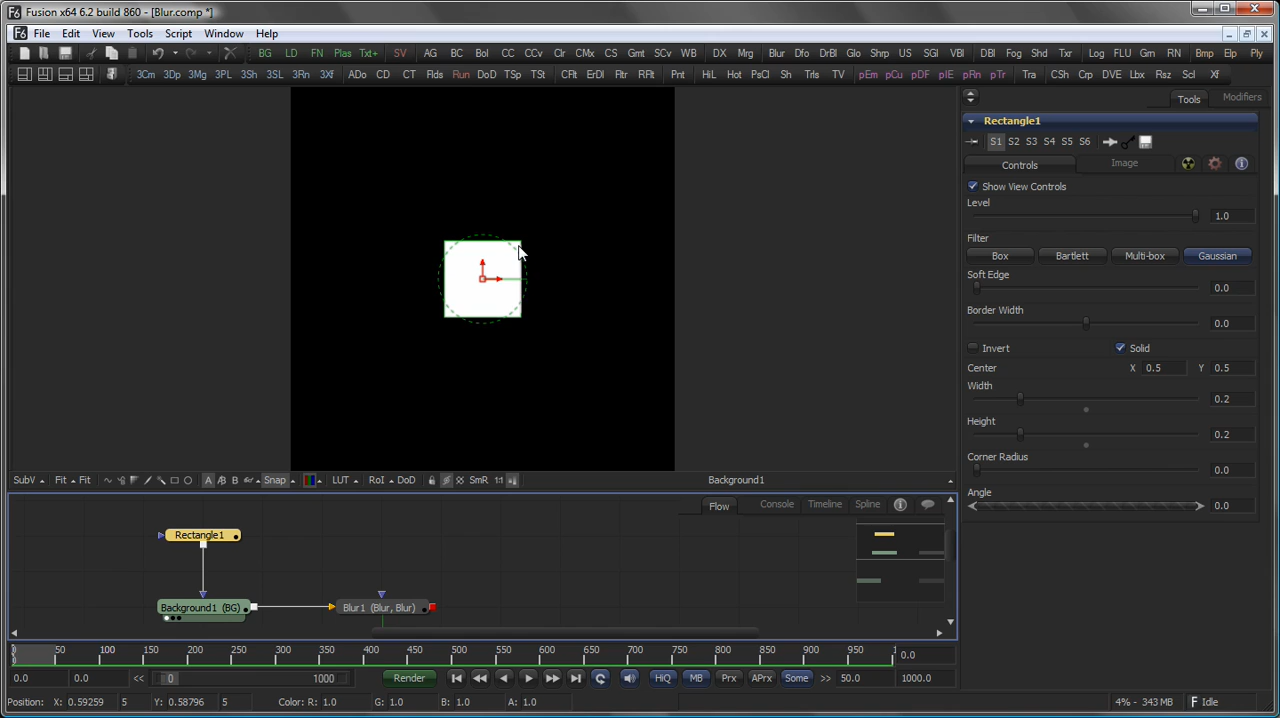 Fusion x64 6.2 build 860 - [Blur.comp *]
File Edit View Tools Script Window Help
BG LD FN Plas Txt+ SV AG BC Bol CC CCv Clr CMx CS Gmt SCv WB DX Mrg Blur Dfo DrBl Glo Shrp US SGl VBl DBl Fog Shd Txr Log FLU Gm RN Bmp Elp Ply
3Cm 3Dp 3Mg 3PL 3Sh 3SL 3Rn 3Xf ADo CD CT Flds Run DoD TSp TSt CFlt ErDl Fltr RFlt Pnt HiL Hot PsCl Sh Trls TV pEm pCu pDF pIE pRn pTr Tra CSh Crp DVE Lbx Rsz Scl Xf
Tools Modifiers
Rectangle1
S1 S2 S3 S4 S5 S6
Controls Image
Show View Controls
Level
1.0
Filter
Box Bartlett Multi-box Gaussian
Soft Edge
0.0
Border Width
0.0
Invert Solid
Center X 0.5 Y 0.5
Width
0.2
Height
0.2
Corner Radius
0.0
Angle
0.0
SubV Fit Fit A B Snap LUT RoI DoD SmR 1:1 Background1
Flow Console Timeline Spline
Rectangle1
Background1 (BG) Blur1 (Blur, Blur)
0 50 100 150 200 250 300 350 400 450 500 550 600 650 700 750 800 850 900 950 1 0.0
0.0 0.0 << 0 1000 Render HiQ MB Prx APrx Some >> 50.0 1000.0
Position: X: 0.59259 5 Y: 0.58796 5 Color: R: 1.0 G: 1.0 B: 1.0 A: 1.0 4% - 343 MB Idle